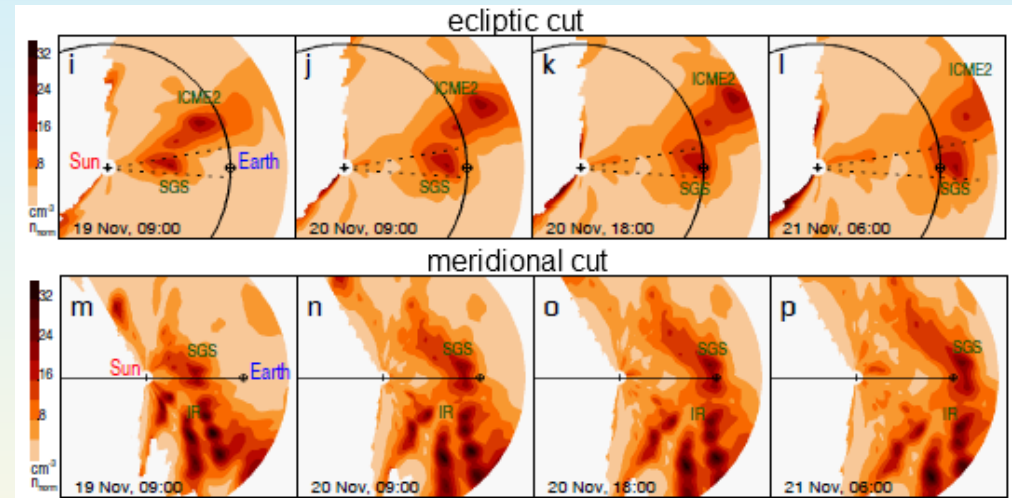 ecliptic cut
32
24
16
8
cm-3
nnorm
i
ICME2
Sun
Earth
SGS
19 Nov, 09:00
j
ICME2
SGS
20 Nov, 09:00
k
ICME2
SGS
20 Nov, 18:00
l
ICME2
SGS
21 Nov, 06:00
meridional cut
32
24
16
8
cm-3
nnorm
m
SGS
Sun
Earth
IR
19 Nov, 09:00
n
SGS
IR
20 Nov, 09:00
o
SGS
IR
20 Nov, 18:00
p
SGS
IR
21 Nov, 06:00